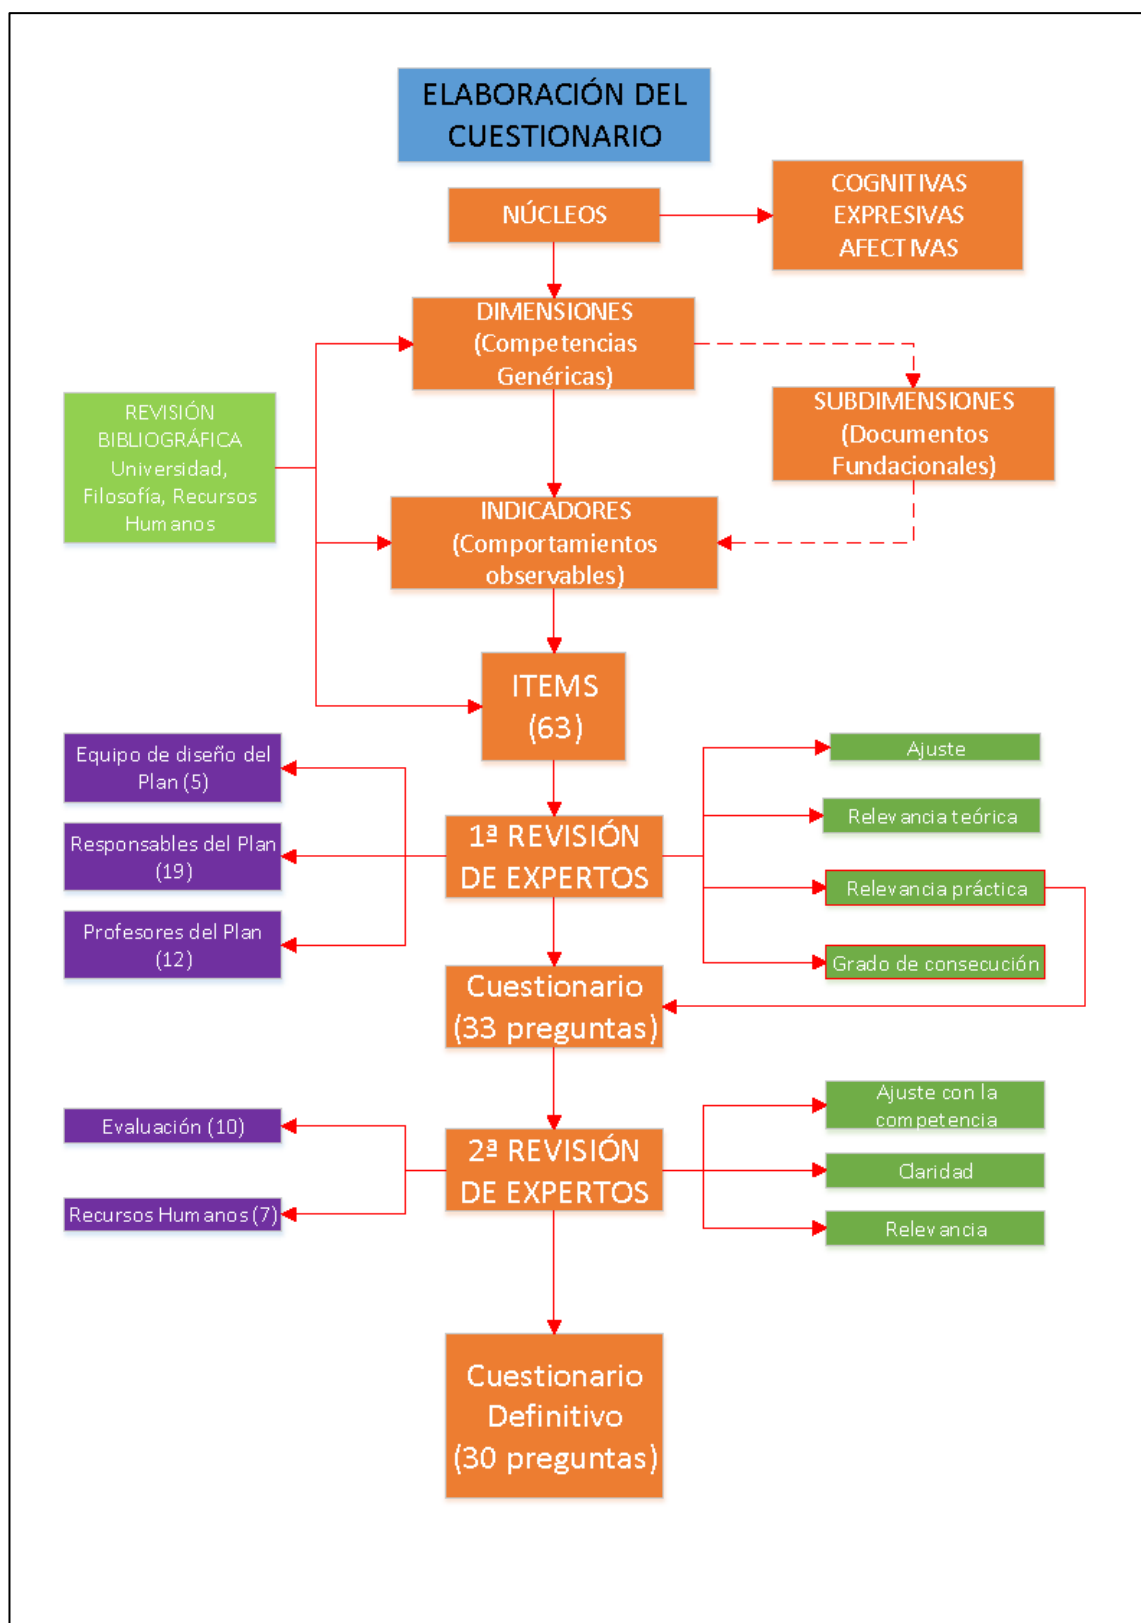 ELABORACIÓN DEL
CUESTIONARIO
NÚCLEOS
COGNITIVAS
EXPRESIVAS
AFECTIVAS
DIMENSIONES
(Competencias
Genéricas)
SUBDIMENSIONES
(Documentos
Fundacionales)
REVISIÓN
BIBLIOGRÁFICA
Universidad,
Filosofía, Recursos
Humanos
INDICADORES
(Comportamientos
observables)
ITEMS
(63)
Equipo de diseño del
Plan (5)
Responsables del Plan
(19)
Profesores del Plan
(12)
1ª REVISIÓN
DE EXPERTOS
Ajuste
Relevancia teórica
Relevancia práctica
Grado de consecución
Cuestionario
(33 preguntas)
Evaluación (10)
Recursos Humanos (7)
2ª REVISIÓN
DE EXPERTOS
Ajuste con la
competencia
Claridad
Relevancia
Cuestionario
Definitivo
(30 preguntas)